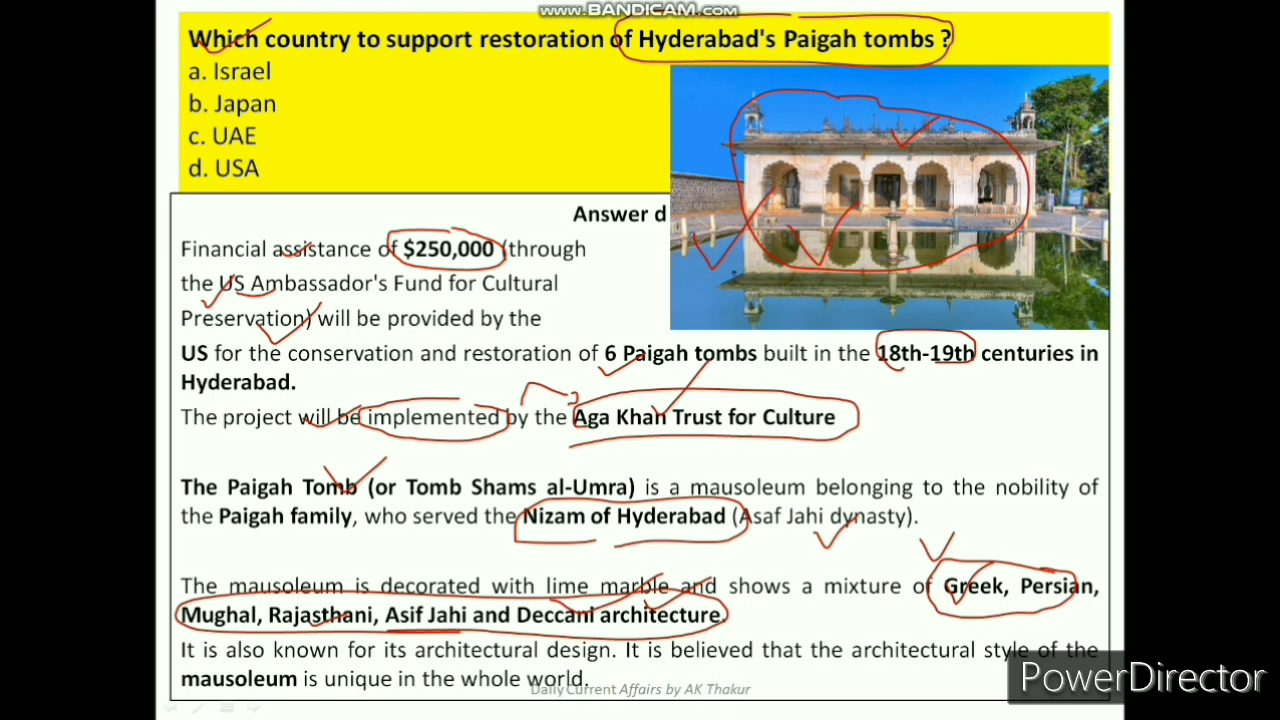 www.BANDICAM.com
Which country to support restoration of Hyderabad's Paigah tombs ?
a. Israel
b. Japan
c. UAE
d. USA
Answer d
Financial assistance of $250,000 (through
the US Ambassador's Fund for Cultural
Preservation) will be provided by the
US for the conservation and restoration of 6 Paigah tombs built in the 18th-19th centuries in
Hyderabad.
The project will be implemented by the Aga Khan Trust for Culture
The Paigah Tomb (or Tomb Shams al-Umra) is a mausoleum belonging to the nobility of
the Paigah family, who served the Nizam of Hyderabad (Asaf Jahi dynasty).
The mausoleum is decorated with lime marble and shows a mixture of Greek, Persian,
Mughal, Rajasthani, Asif Jahi and Deccani architecture.
It is also known for its architectural design. It is believed that the architectural style of the
mausoleum is unique in the whole world.
Daily Current Affairs by AK Thakur
PowerDirector